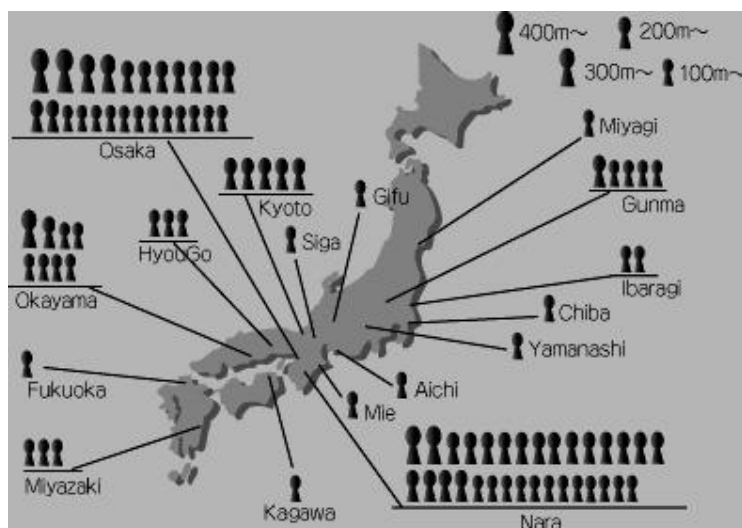 400m～
200m～
300m～
100m～
Osaka
Kyoto
Gifu
Miyagi
Gunma
HyouGo
Siga
Okayama
Ibaragi
Chiba
Yamanashi
Fukuoka
Aichi
Mie
Miyazaki
Kagawa
Nara